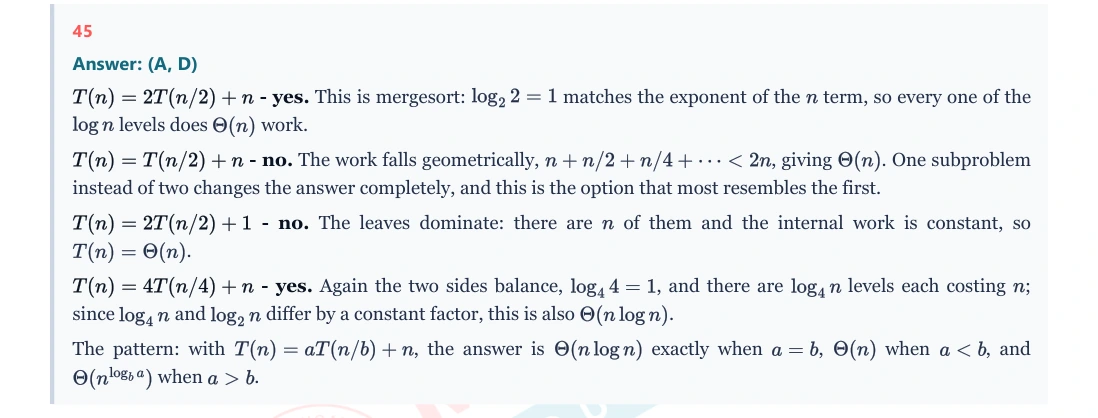 45
Answer: (A, D)
T(n) = 2T(n/2) + n - yes. This is mergesort: log₂ 2 = 1 matches the exponent of the n term, so every one of the
log n levels does Θ(n) work.
T(n) = T(n/2) + n - no. The work falls geometrically, n + n/2 + n/4 + ⋯ < 2n, giving Θ(n). One subproblem
instead of two changes the answer completely, and this is the option that most resembles the first.
T(n) = 2T(n/2) + 1 - no. The leaves dominate: there are n of them and the internal work is constant, so
T(n) = Θ(n).
T(n) = 4T(n/4) + n - yes. Again the two sides balance, log₄ 4 = 1, and there are log₄ n levels each costing n;
since log₄ n and log₂ n differ by a constant factor, this is also Θ(n log n).
The pattern: with T(n) = aT(n/b) + n, the answer is Θ(n log n) exactly when a = b, Θ(n) when a < b, and
Θ(n^{log_b a}) when a > b.